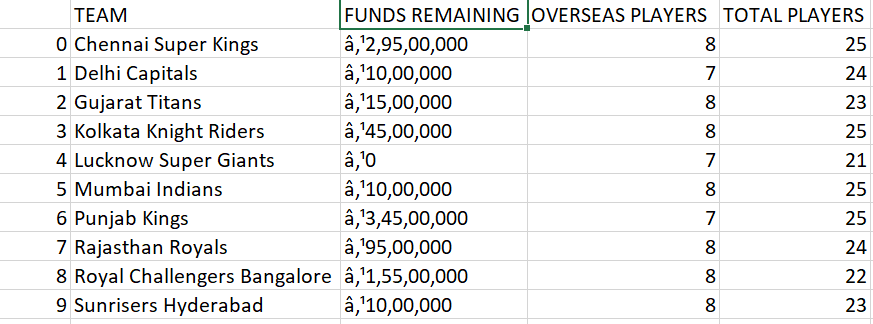 TEAM FUNDS REMAINING OVERSEAS PLAYERS TOTAL PLAYERS
0 Chennai Super Kings â‚¹2,95,00,000 8 25
1 Delhi Capitals â‚¹10,00,000 7 24
2 Gujarat Titans â‚¹15,00,000 8 23
3 Kolkata Knight Riders â‚¹45,00,000 8 25
4 Lucknow Super Giants â‚¹0 7 21
5 Mumbai Indians â‚¹10,00,000 8 25
6 Punjab Kings â‚¹3,45,00,000 7 25
7 Rajasthan Royals â‚¹95,00,000 8 24
8 Royal Challengers Bangalore â‚¹1,55,00,000 8 22
9 Sunrisers Hyderabad â‚¹10,00,000 8 23